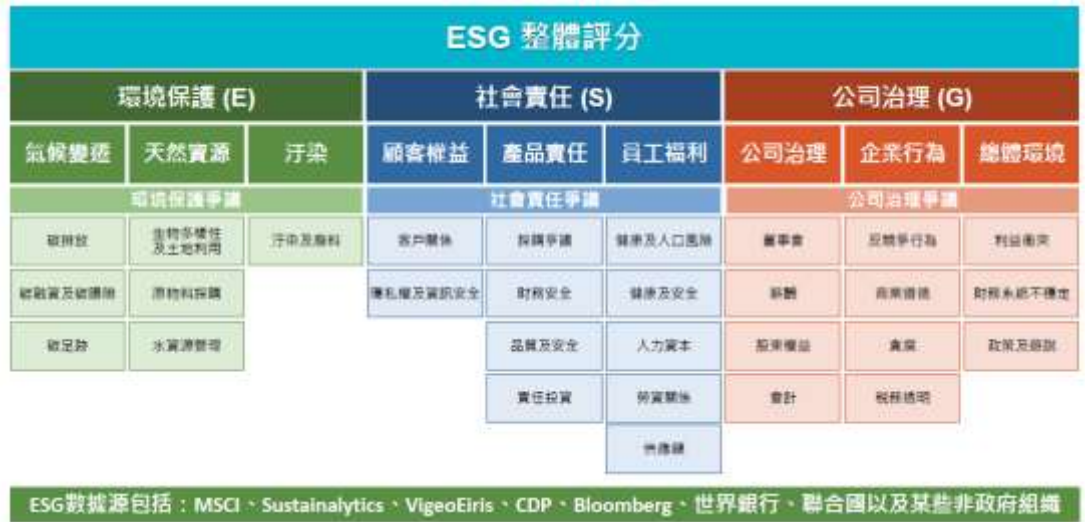 ESG 整體評分
環境保護 (E) 社會責任 (S) 公司治理 (G)
氣候變遞 天然資源 汙染 顧客權益 產品責任 員工福利 公司治理 企業行為 總體環境
環境保護爭議 社會責任爭議 公司治理爭議
碳排放 生物多樣性 汙染及廢料 客戶關係 採購爭議 健康及人口風險 董事會 反競爭行為 利益衝突
及土地利用
碳融資及碳曝險 原物料採購 隱私權及資訊安全 財務安全 健康及安全 薪酬 商業道德 財務系統不穩定
碳足跡 水資源管理 品質及安全 人力資本 股東權益 貪腐 政策及遊說
責任投資 勞資關係 會計 稅務透明
供應鏈
ESG數據源包括：MSCI、Sustainalytics、VigeoEiris、CDP、Bloomberg、世界銀行、聯合國以及某些非政府組織